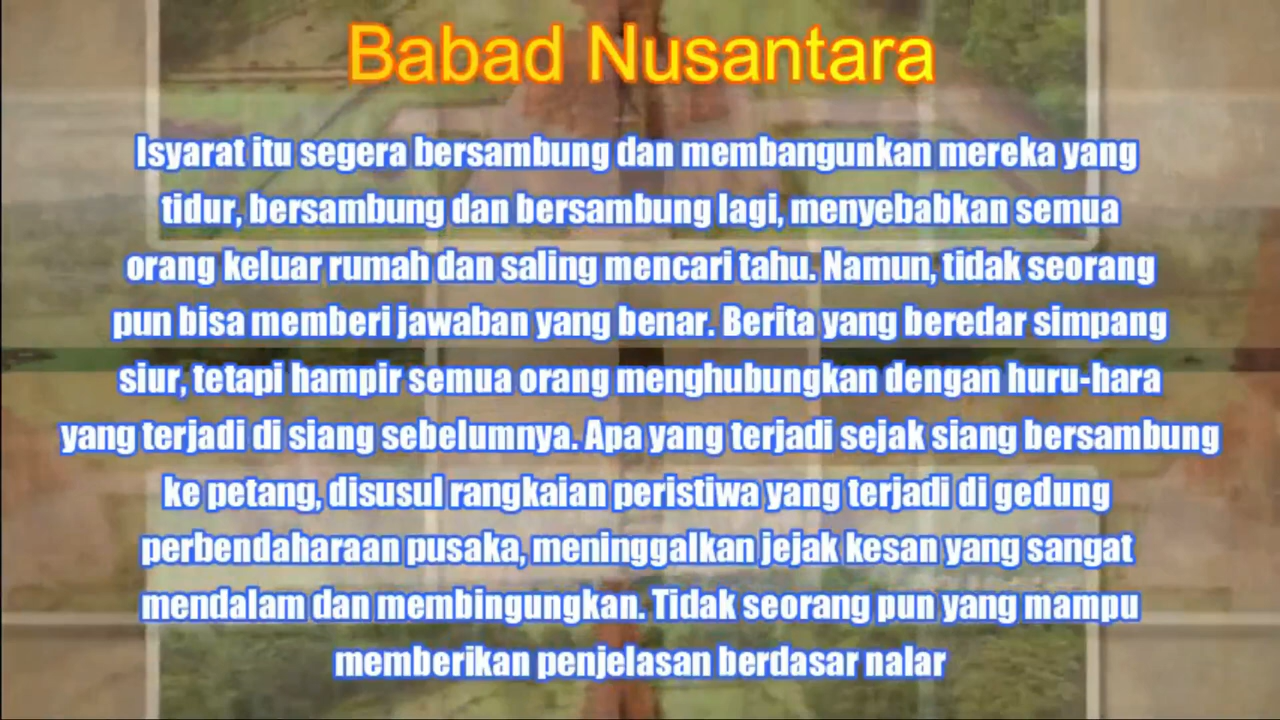 Babad Nusantara
Isyarat itu segera bersambung dan membangunkan mereka yang
tidur, bersambung dan bersambung lagi, menyebabkan semua
orang keluar rumah dan saling mencari tahu. Namun, tidak seorang
pun bisa memberi jawaban yang benar. Berita yang beredar simpang
siur, tetapi hampir semua orang menghubungkan dengan huru-hara
yang terjadi di siang sebelumnya. Apa yang terjadi sejak siang bersambung
ke petang, disusul rangkaian peristiwa yang terjadi di gedung
perbendaharaan pusaka, meninggalkan jejak kesan yang sangat
mendalam dan membingungkan. Tidak seorang pun yang mampu
memberikan penjelasan berdasar nalar